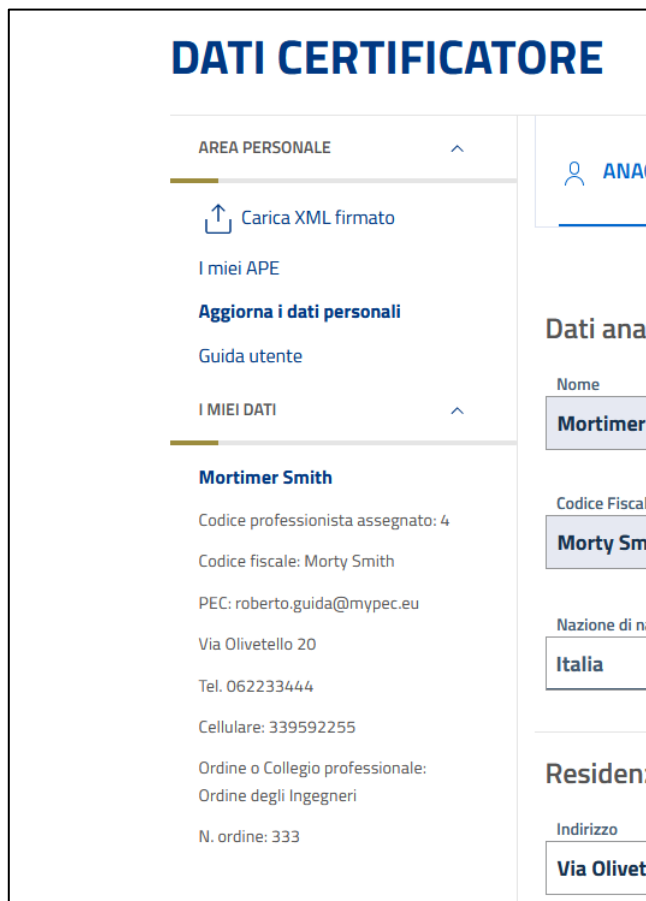 DATI CERTIFICATORE
AREA PERSONALE
Carica XML firmato
I miei APE
Aggiorna i dati personali
Guida utente
I MIEI DATI
Mortimer Smith
Codice professionista assegnato: 4
Codice fiscale: Morty Smith
PEC: roberto.guida@mypec.eu
Via Olivetello 20
Tel. 062233444
Cellulare: 339592255
Ordine o Collegio professionale:
Ordine degli Ingegneri
N. ordine: 333
Dati ana
Nome
Mortimer
Codice Fiscal
Morty Sm
Nazione di na
Italia
Indirizzo
Via Olivet